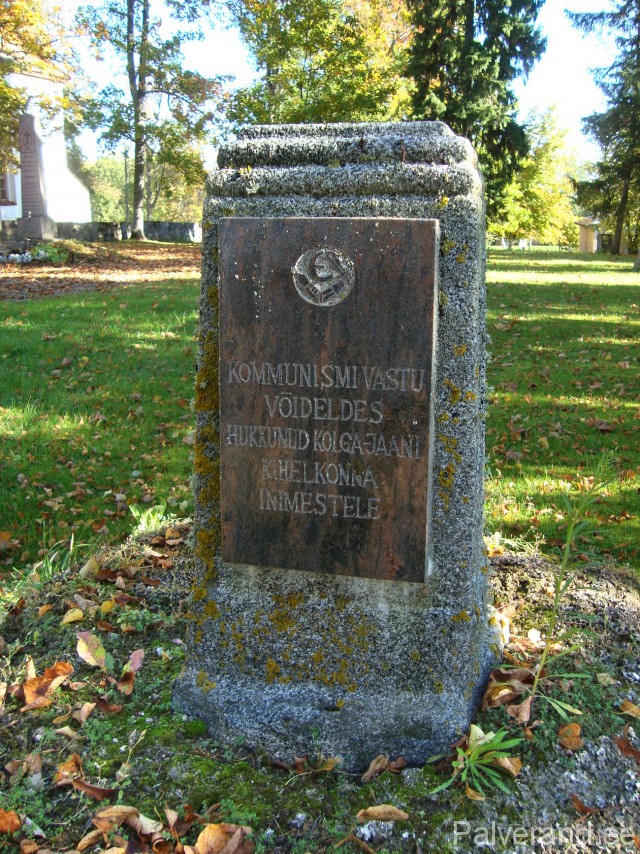 KOMMUNISMI VASTU
VÕIDELDES
HUKKUNUD KOLGA-JAANI
KIHELKONNA
INIMESTELE
Palverand.ee